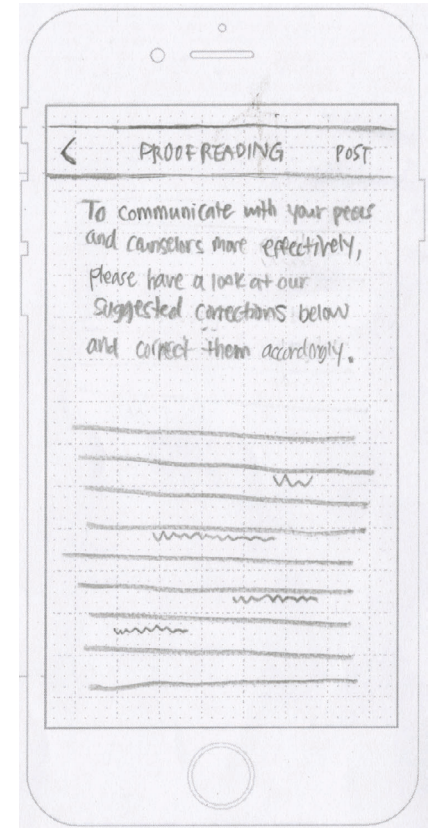 < PROOFREADING POST
To communicate with your peers
and counselors more effectively,
please have a look at our
suggested corrections below
and correct them accordingly.